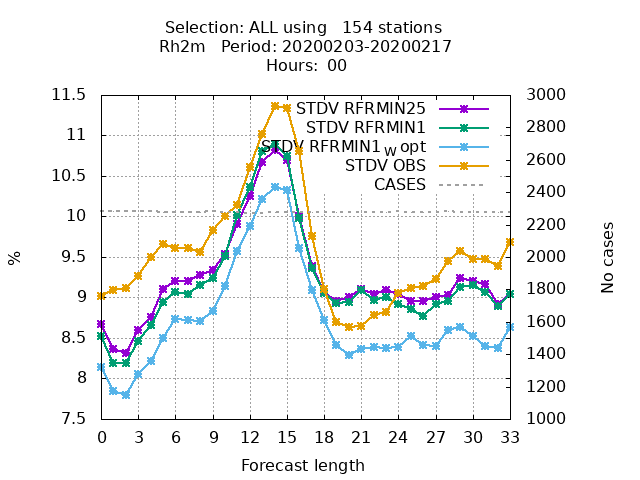 Selection: ALL using   154 stations
Rh2m   Period: 20200203-20200217
Hours: 00
STDV RFRMIN25
STDV RFRMIN1
STDV RFRMIN1_w opt
STDV OBS
CASES
11.5
11
10.5
10
9.5
9
8.5
8
7.5
%
3000
2800
2600
2400
2200
2000
1800
1600
1400
1200
1000
No cases
0 3 6 9 12 15 18 21 24 27 30 33
Forecast length